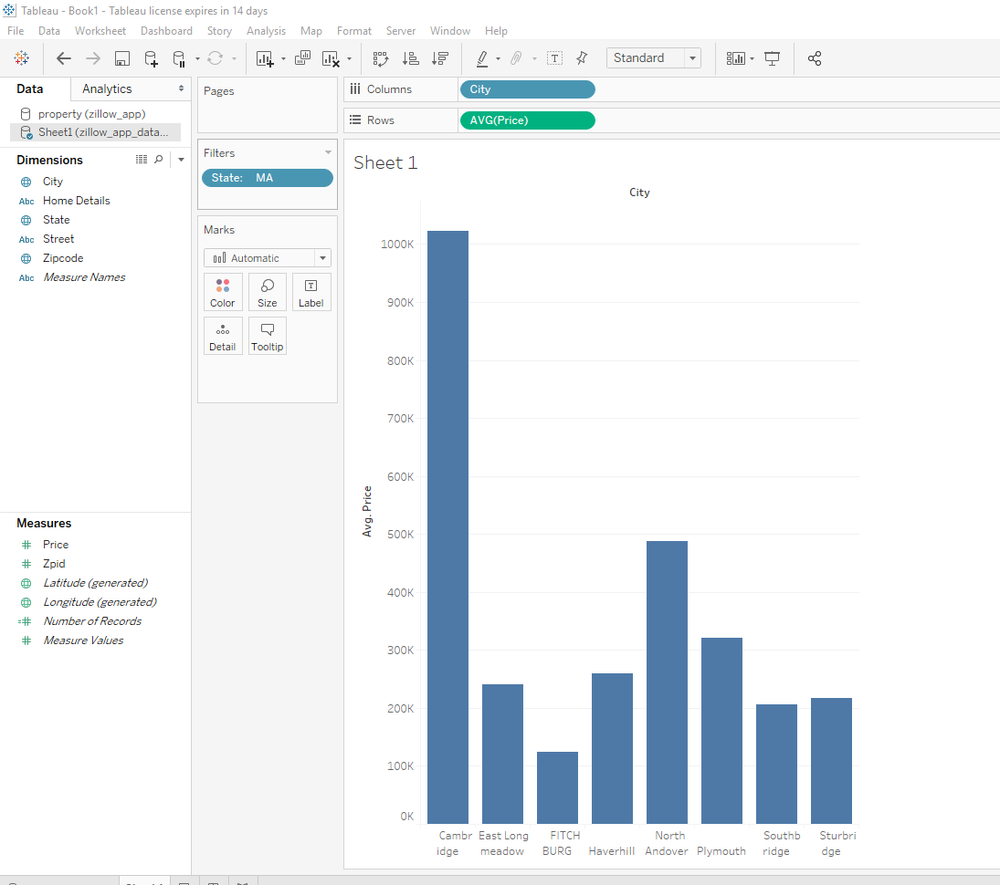 Tableau - Book1 - Tableau license expires in 14 days
File Data Worksheet Dashboard Story Analysis Map Format Server Window Help
Standard
Data Analytics
property (zillow_app)
Sheet1 (zillow_app_data...
Dimensions
City
Abc Home Details
State
Abc Street
Zipcode
Abc Measure Names
Measures
Price
Zpid
Latitude (generated)
Longitude (generated)
Number of Records
Measure Values
Pages
Filters
State: MA
Marks
Automatic
Color Size Label
Detail Tooltip
Columns City
Rows AVG(Price)
Sheet 1
City
Avg. Price
1000K
900K
800K
700K
600K
500K
400K
300K
200K
100K
0K
Cambr
idge
East Long
meadow
FITCH
BURG
Haverhill
North
Andover
Plymouth
Southb
ridge
Sturbri
dge